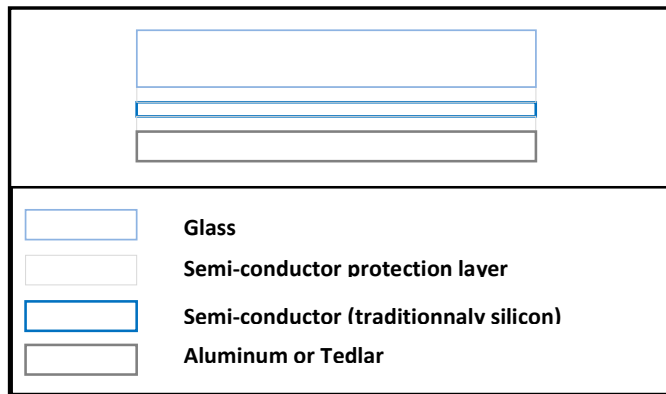 Glass
Semi-conductor protection layer
Semi-conductor (traditionnaly silicon)
Aluminum or Tedlar